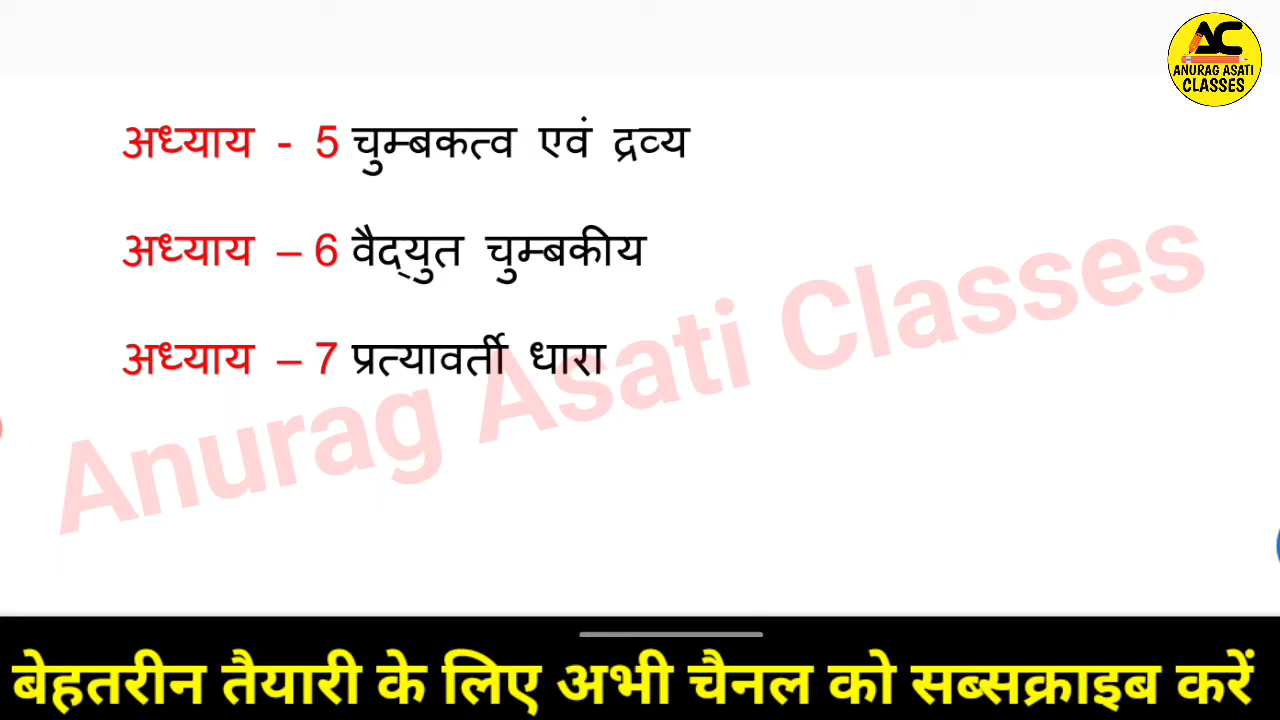 AC
ANURAG ASATI
CLASSES
अध्याय - 5 चुम्बकत्व एवं द्रव्य
अध्याय – 6 वैद्युत चुम्बकीय
अध्याय – 7 प्रत्यावर्ती धारा
Anurag Asati Classes
बेहतरीन तैयारी के लिए अभी चैनल को सब्सक्राइब करें